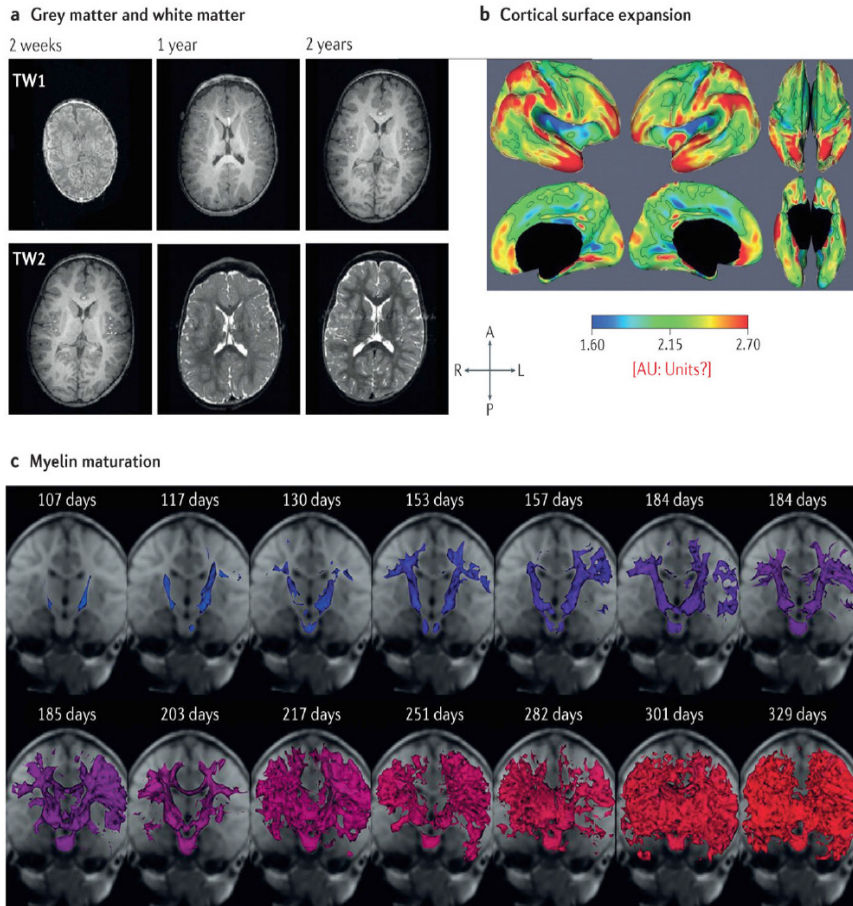 a Grey matter and white matter
2 weeks 1 year 2 years
TW1
TW2
b Cortical surface expansion
1.60 2.15 2.70
[AU: Units?]
A
R L
P
c Myelin maturation
107 days 117 days 130 days 153 days 157 days 184 days 184 days
185 days 203 days 217 days 251 days 282 days 301 days 329 days